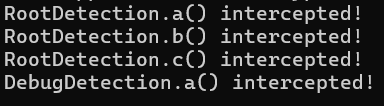 RootDetection.a() intercepted!
RootDetection.b() intercepted!
RootDetection.c() intercepted!
DebugDetection.a() intercepted!